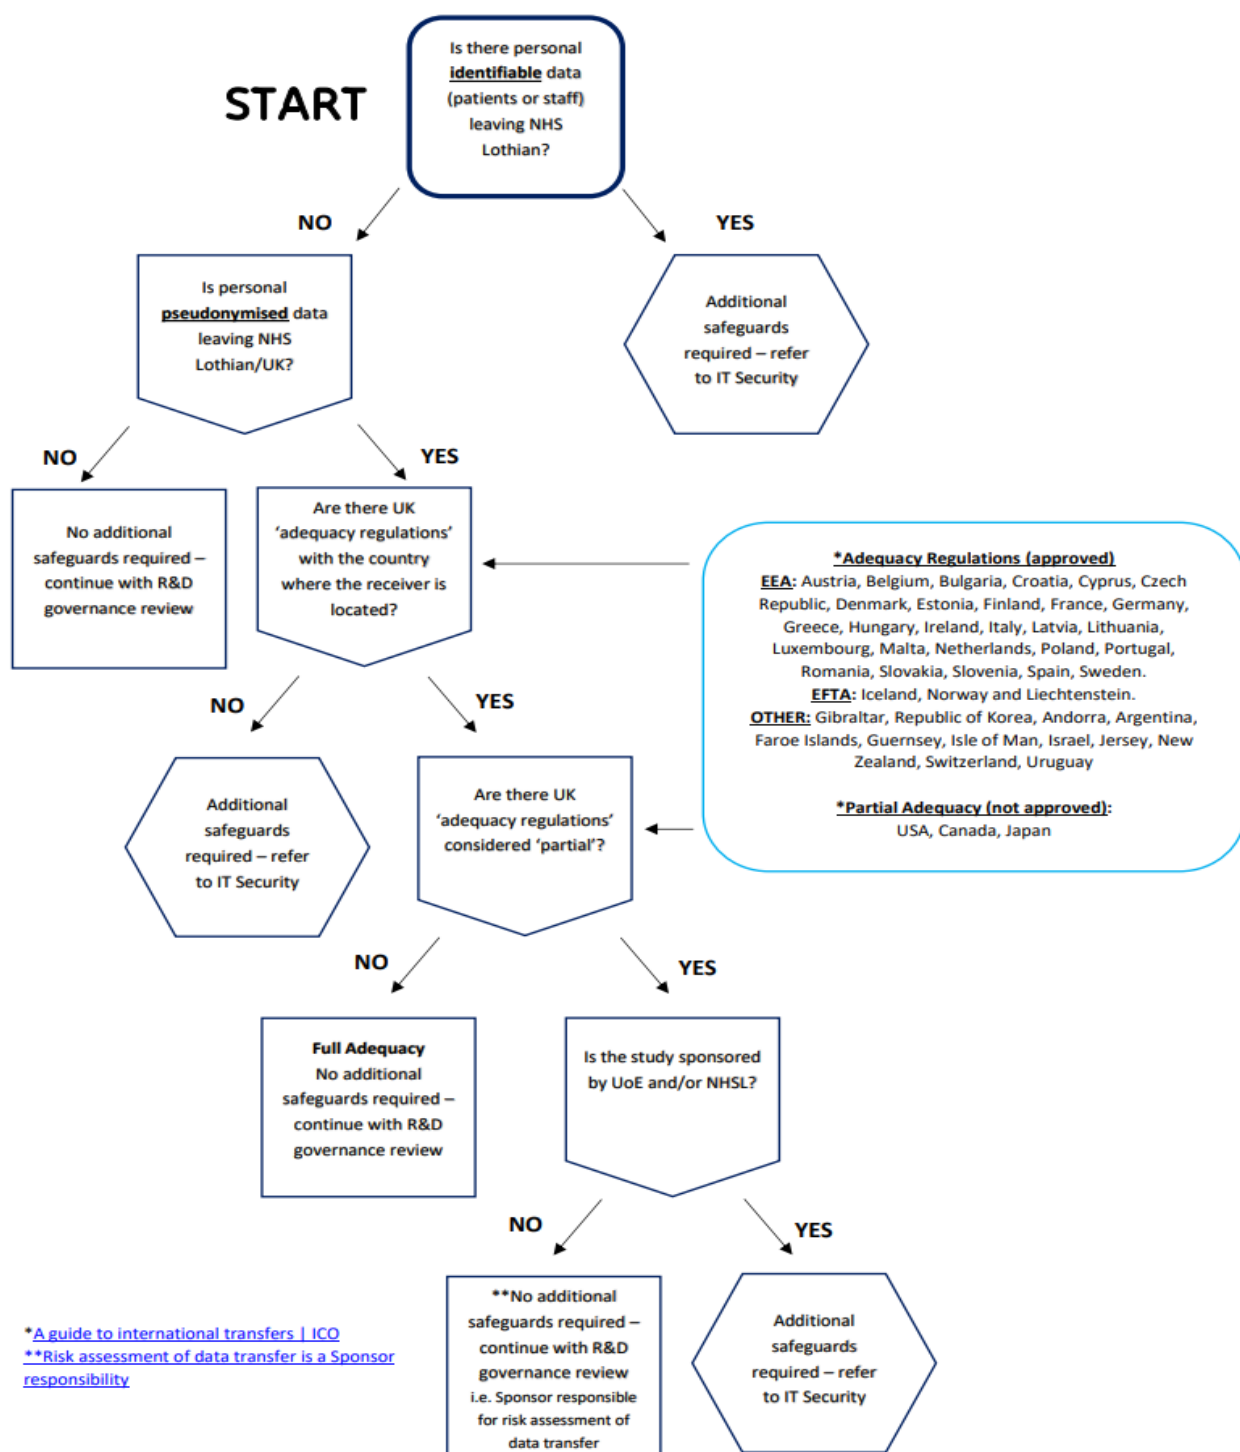 START
Is there personal
identifiable data
(patients or staff)
leaving NHS
Lothian?
NO
YES
Is personal
pseudonymised data
leaving NHS
Lothian/UK?
Additional
safeguards
required – refer
to IT Security
NO
YES
No additional
safeguards required –
continue with R&D
governance review
Are there UK
‘adequacy regulations’
with the country
where the receiver is
located?
*Adequacy Regulations (approved)
EEA: Austria, Belgium, Bulgaria, Croatia, Cyprus, Czech
Republic, Denmark, Estonia, Finland, France, Germany,
Greece, Hungary, Ireland, Italy, Latvia, Lithuania,
Luxembourg, Malta, Netherlands, Poland, Portugal,
Romania, Slovakia, Slovenia, Spain, Sweden.
EFTA: Iceland, Norway and Liechtenstein.
OTHER: Gibraltar, Republic of Korea, Andorra, Argentina,
Faroe Islands, Guernsey, Isle of Man, Israel, Jersey, New
Zealand, Switzerland, Uruguay
*Partial Adequacy (not approved):
USA, Canada, Japan
NO
YES
Additional
safeguards
required – refer
to IT Security
Are there UK
‘adequacy regulations’
considered ‘partial’?
NO
YES
Full Adequacy
No additional
safeguards required –
continue with R&D
governance review
Is the study sponsored
by UoE and/or NHSL?
NO
YES
**No additional
safeguards required –
continue with R&D
governance review
i.e. Sponsor responsible
for risk assessment of
data transfer
Additional
safeguards
required – refer
to IT Security
*A guide to international transfers | ICO
**Risk assessment of data transfer is a Sponsor
responsibility